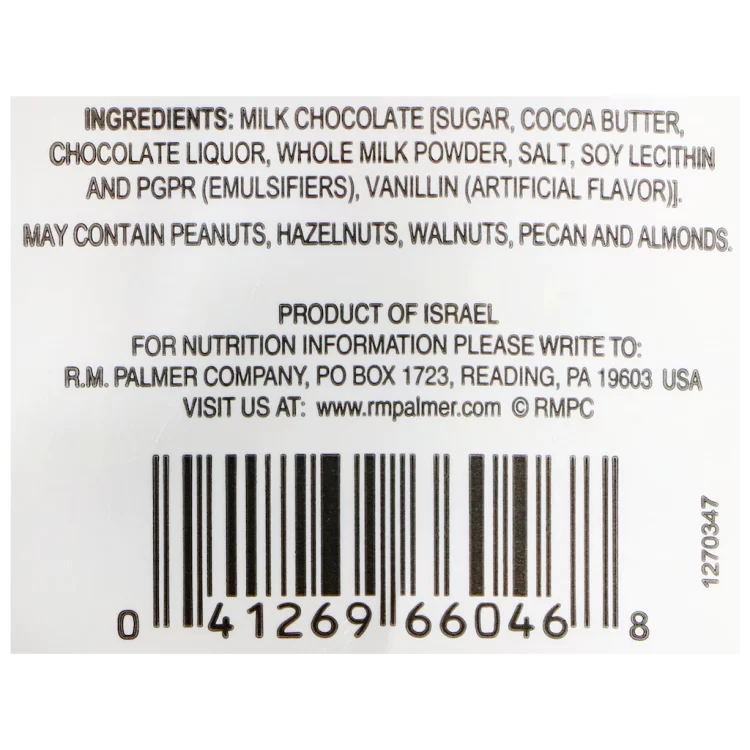 INGREDIENTS: MILK CHOCOLATE [SUGAR, COCOA BUTTER,
CHOCOLATE LIQUOR, WHOLE MILK POWDER, SALT, SOY LECITHIN
AND PGPR (EMULSIFIERS), VANILLIN (ARTIFICIAL FLAVOR)].
MAY CONTAIN PEANUTS, HAZELNUTS, WALNUTS, PECAN AND ALMONDS.
PRODUCT OF ISRAEL
FOR NUTRITION INFORMATION PLEASE WRITE TO:
R.M. PALMER COMPANY, PO BOX 1723, READING, PA 19603 USA
VISIT US AT: www.rmpalmer.com © RMPC
1270347
0 41269 66046 8